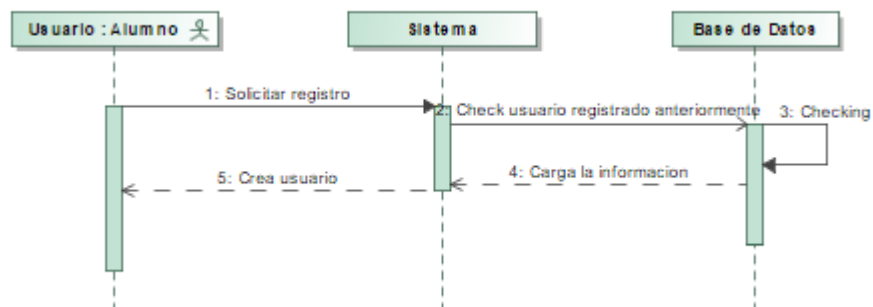 Usuario : Alumno
Sistema
Base de Datos
1: Solicitar registro
2: Check usuario registrado anteriormente
3: Checking
4: Carga la informacion
5: Crea usuario